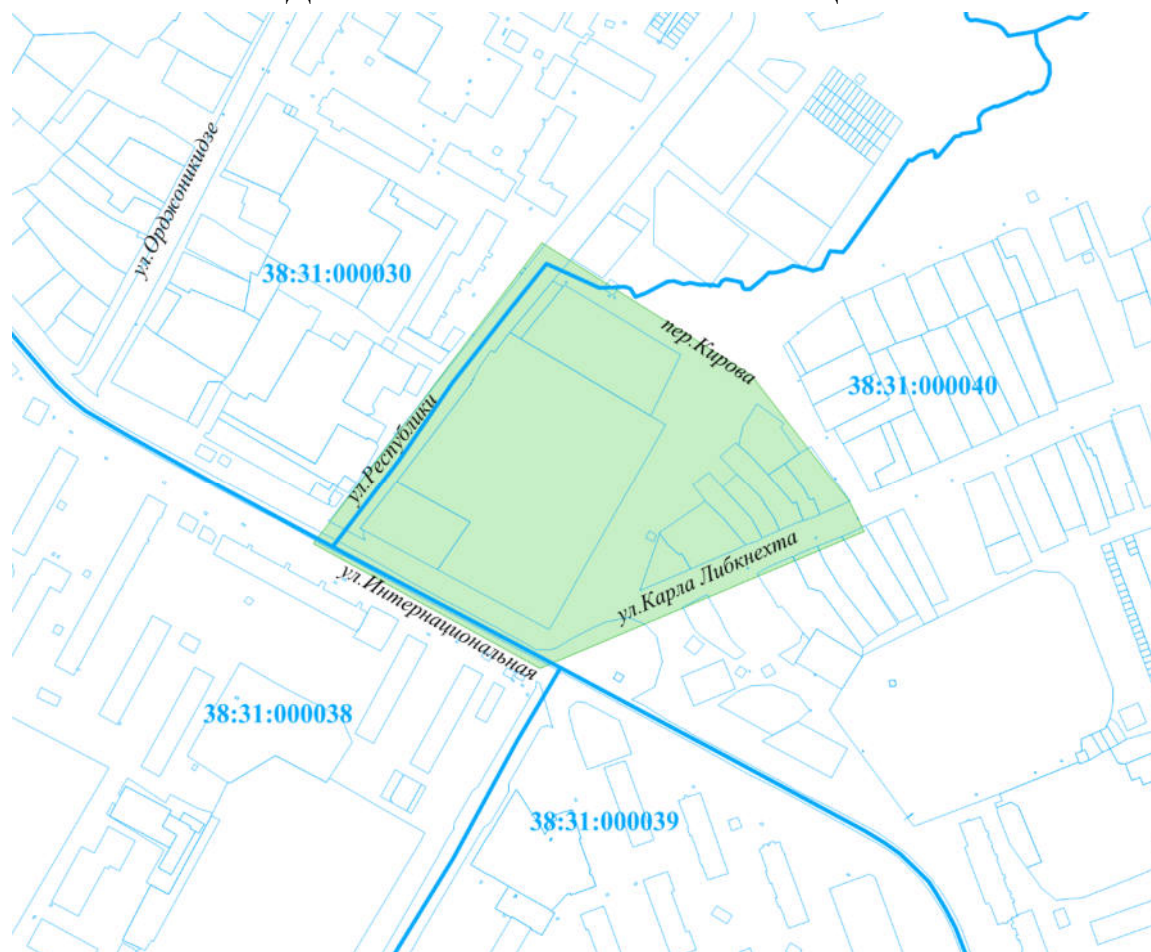 ул.Орджоникидзе
38:31:000030
пер.Кирова
38:31:000040
ул.Республики
ул.Карла Либкнехта
ул.Интернациональная
38:31:000038
38:31:000039